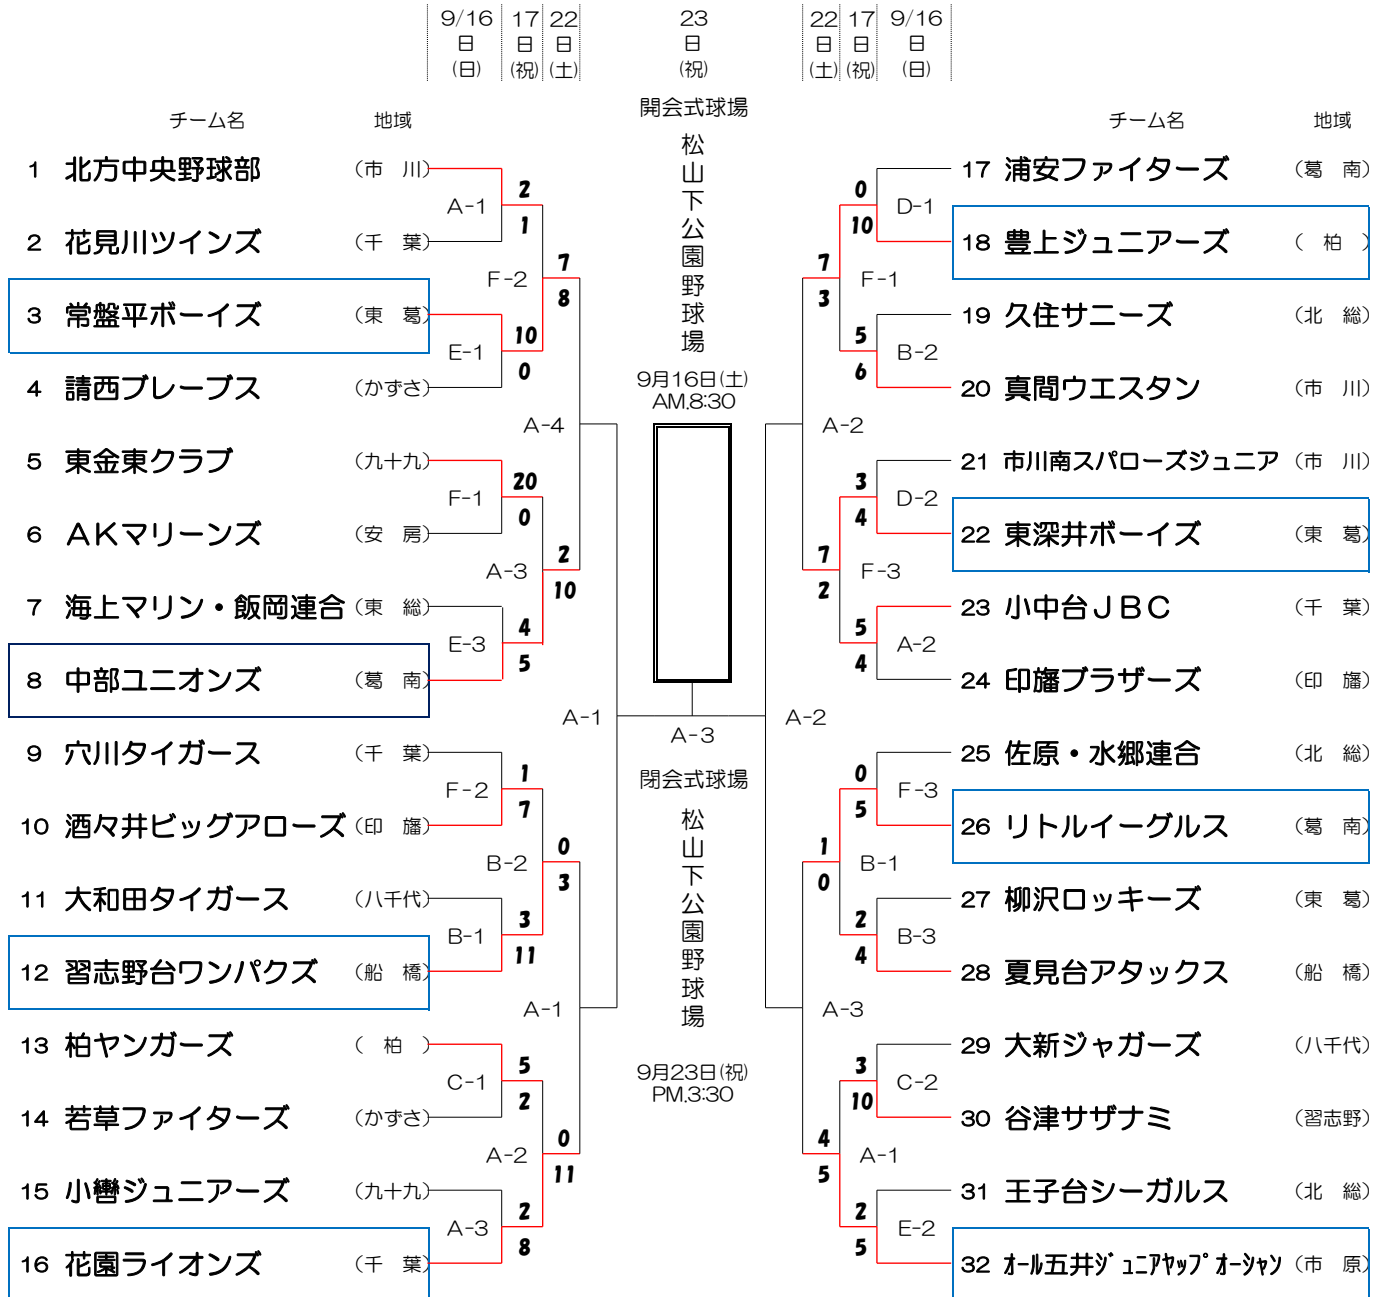 9/16 17 22 23 22 17 9/16
日 日 日 日 日 日 日
(日) (祝) (土) (祝) (土) (祝) (日)
開会式球場
松山下公園野球場
9月16日(土)
AM.8:30
チーム名 地域
1 北方中央野球部 (市 川)
2 花見川ツインズ (千 葉)
3 常盤平ボーイズ (東 葛)
4 請西ブレーブス (かずさ)
5 東金東クラブ (九十九)
6 AKマリーンズ (安 房)
7 海上マリン・飯岡連合 (東 総)
8 中部ユニオンズ (葛 南)
9 穴川タイガース (千 葉)
10 酒々井ビッグアローズ (印 旛)
11 大和田タイガース (八千代)
12 習志野台ワンパクズ (船 橋)
13 柏ヤンガーズ ( 柏 )
14 若草ファイターズ (かずさ)
15 小轡ジュニアーズ (九十九)
16 花園ライオンズ (千 葉)
A-1 2 1
E-1 10 0
F-1 20 0
E-3 4 5
F-2 1 7
B-1 3 11
C-1 5 2
A-3 2 8
F-2 7 8
A-3 2 10
B-2 0 3
A-2 0 11
A-4
A-1
A-1
A-3
A-2
閉会式球場
松山下公園野球場
9月23日(祝)
PM.3:30
チーム名 地域
17 浦安ファイターズ (葛 南)
18 豊上ジュニアーズ ( 柏 )
19 久住サニーズ (北 総)
20 真間ウエスタン (市 川)
21 市川南スパローズジュニア (市 川)
22 東深井ボーイズ (東 葛)
23 小中台JBC (千 葉)
24 印旛ブラザーズ (印 旛)
25 佐原・水郷連合 (北 総)
26 リトルイーグルス (葛 南)
27 柳沢ロッキーズ (東 葛)
28 夏見台アタックス (船 橋)
29 大新ジャガーズ (八千代)
30 谷津サザナミ (習志野)
31 王子台シーガルス (北 総)
32 オール五井ジュニアヤップオーシャン (市 原)
0 10 D-1
5 6 B-2
3 4 D-2
5 4 A-2
0 5 F-3
2 4 B-3
3 10 C-2
2 5 E-2
7 3 F-1
7 2 F-3
1 0 B-1
4 5 A-1
A-2
A-3